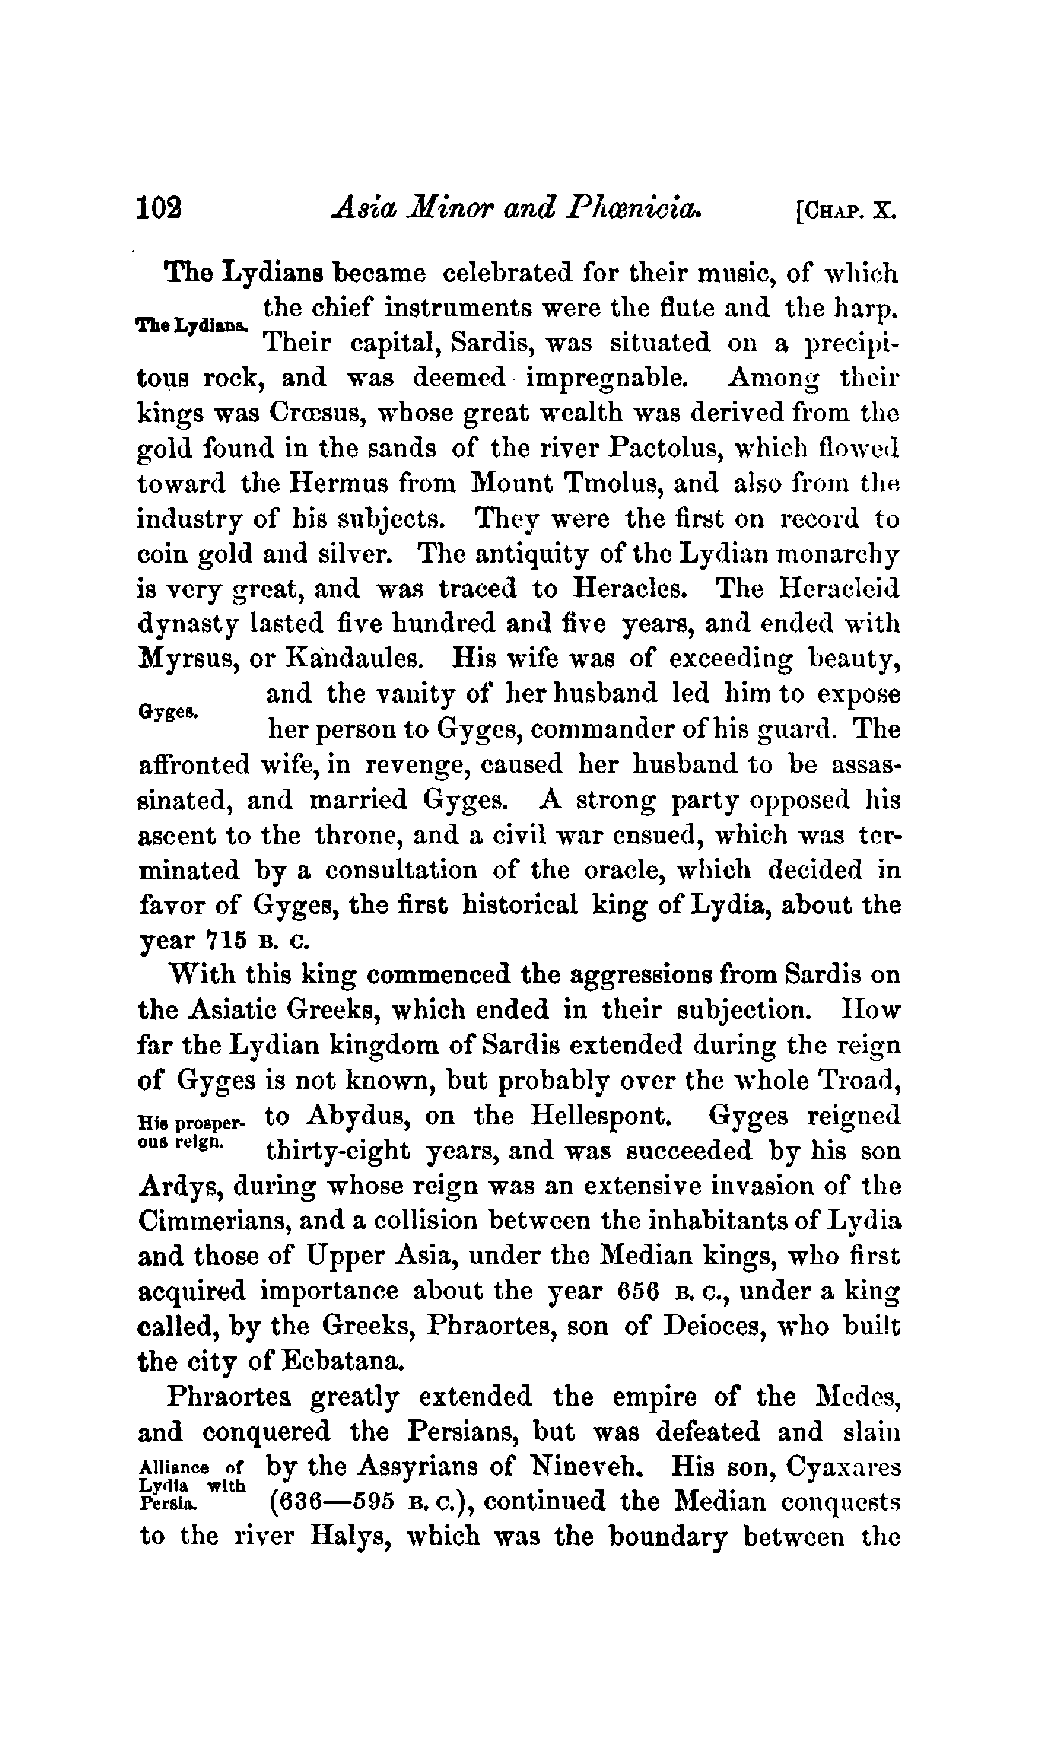 102 Asia Minor and Phœnicia. [CHAP. X.
The Lydians became celebrated for their music, of which
the chief instruments were the flute and the harp.
The Lydians.
Their capital, Sardis, was situated on a precipi-
tous rock, and was deemed impregnable. Among their
kings was Crœsus, whose great wealth was derived from the
gold found in the sands of the river Pactolus, which flowed
toward the Hermus from Mount Tmolus, and also from the
industry of his subjects. They were the first on record to
coin gold and silver. The antiquity of the Lydian monarchy
is very great, and was traced to Heracles. The Heracleid
dynasty lasted five hundred and five years, and ended with
Myrsus, or Kandaules. His wife was of exceeding beauty,
and the vanity of her husband led him to expose
Gyges.
her person to Gyges, commander of his guard. The
affronted wife, in revenge, caused her husband to be assas-
sinated, and married Gyges. A strong party opposed his
ascent to the throne, and a civil war ensued, which was ter-
minated by a consultation of the oracle, which decided in
favor of Gyges, the first historical king of Lydia, about the
year 715 B. C.
With this king commenced the aggressions from Sardis on
the Asiatic Greeks, which ended in their subjection. How
far the Lydian kingdom of Sardis extended during the reign
of Gyges is not known, but probably over the whole Troad,
His prosper- to Abydus, on the Hellespont. Gyges reigned
ous reign. thirty-eight years, and was succeeded by his son
Ardys, during whose reign was an extensive invasion of the
Cimmerians, and a collision between the inhabitants of Lydia
and those of Upper Asia, under the Median kings, who first
acquired importance about the year 656 B. C., under a king
called, by the Greeks, Phraortes, son of Deioces, who built
the city of Ecbatana.
Phraortes greatly extended the empire of the Medes,
and conquered the Persians, but was defeated and slain
Alliance of by the Assyrians of Nineveh. His son, Cyaxares
Lydia with
Persia. (636—595 B. C.), continued the Median conquests
to the river Halys, which was the boundary between the